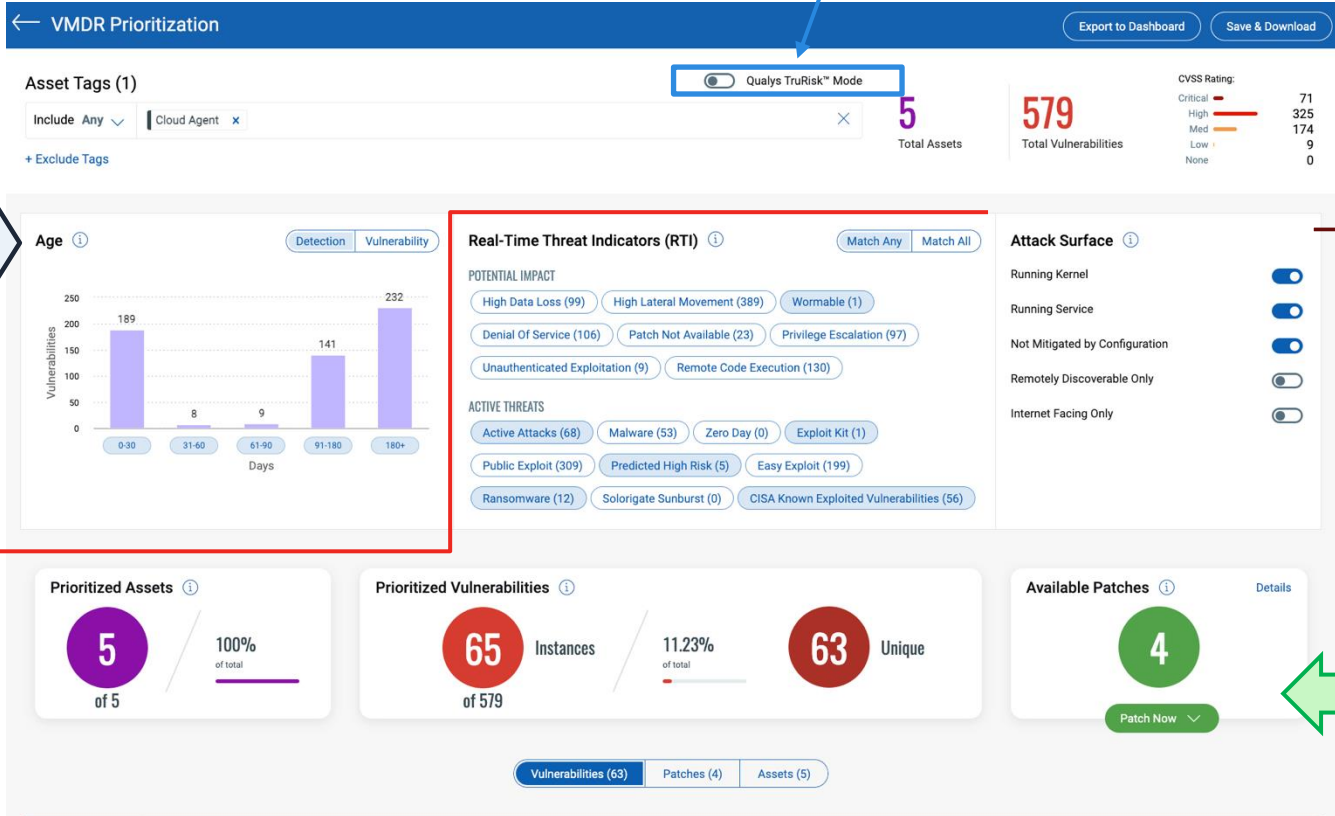 ← VMDR Prioritization
Export to Dashboard
Save & Download
Asset Tags (1)
Qualys TruRisk™ Mode
Include Any
Cloud Agent x
+ Exclude Tags
5
Total Assets
579
Total Vulnerabilities
CVSS Rating:
Critical 71
High 325
Med 174
Low 9
None 0
Age
Detection Vulnerability
Vulnerabilities
250
200
150
100
50
0
189
8
9
141
232
0-30 31-60 61-90 91-180 180+
Days
Real-Time Threat Indicators (RTI)
Match Any Match All
POTENTIAL IMPACT
High Data Loss (99) High Lateral Movement (389) Wormable (1)
Denial Of Service (106) Patch Not Available (23) Privilege Escalation (97)
Unauthenticated Exploitation (9) Remote Code Execution (130)
ACTIVE THREATS
Active Attacks (68) Malware (53) Zero Day (0) Exploit Kit (1)
Public Exploit (309) Predicted High Risk (5) Easy Exploit (199)
Ransomware (12) Solorigate Sunburst (0) CISA Known Exploited Vulnerabilities (56)
Attack Surface
Running Kernel
Running Service
Not Mitigated by Configuration
Remotely Discoverable Only
Internet Facing Only
Prioritized Assets
5
of 5
100%
of total
Prioritized Vulnerabilities
65 Instances
of 579
11.23%
of total
63 Unique
Available Patches
Details
4
Patch Now
Vulnerabilities (63) Patches (4) Assets (5)